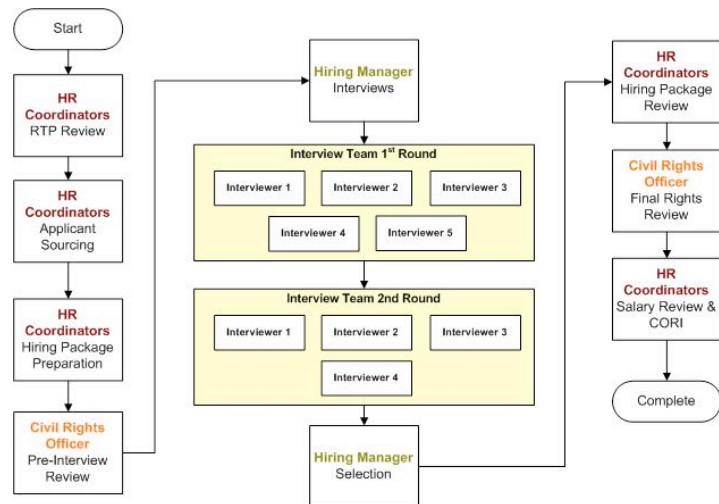 Start
HR
Coordinators
RTP Review
HR
Coordinators
Applicant
Sourcing
HR
Coordinators
Hiring Package
Preparation
Civil Rights
Officer
Pre-Interview
Review
Hiring Manager
Interviews
Interview Team 1st Round
Interviewer 1 Interviewer 2 Interviewer 3
Interviewer 4 Interviewer 5
Interview Team 2nd Round
Interviewer 1 Interviewer 2 Interviewer 3
Interviewer 4
Hiring Manager
Selection
HR
Coordinators
Hiring Package
Review
Civil Rights
Officer
Final Rights
Review
HR
Coordinators
Salary Review &
CORI
Complete